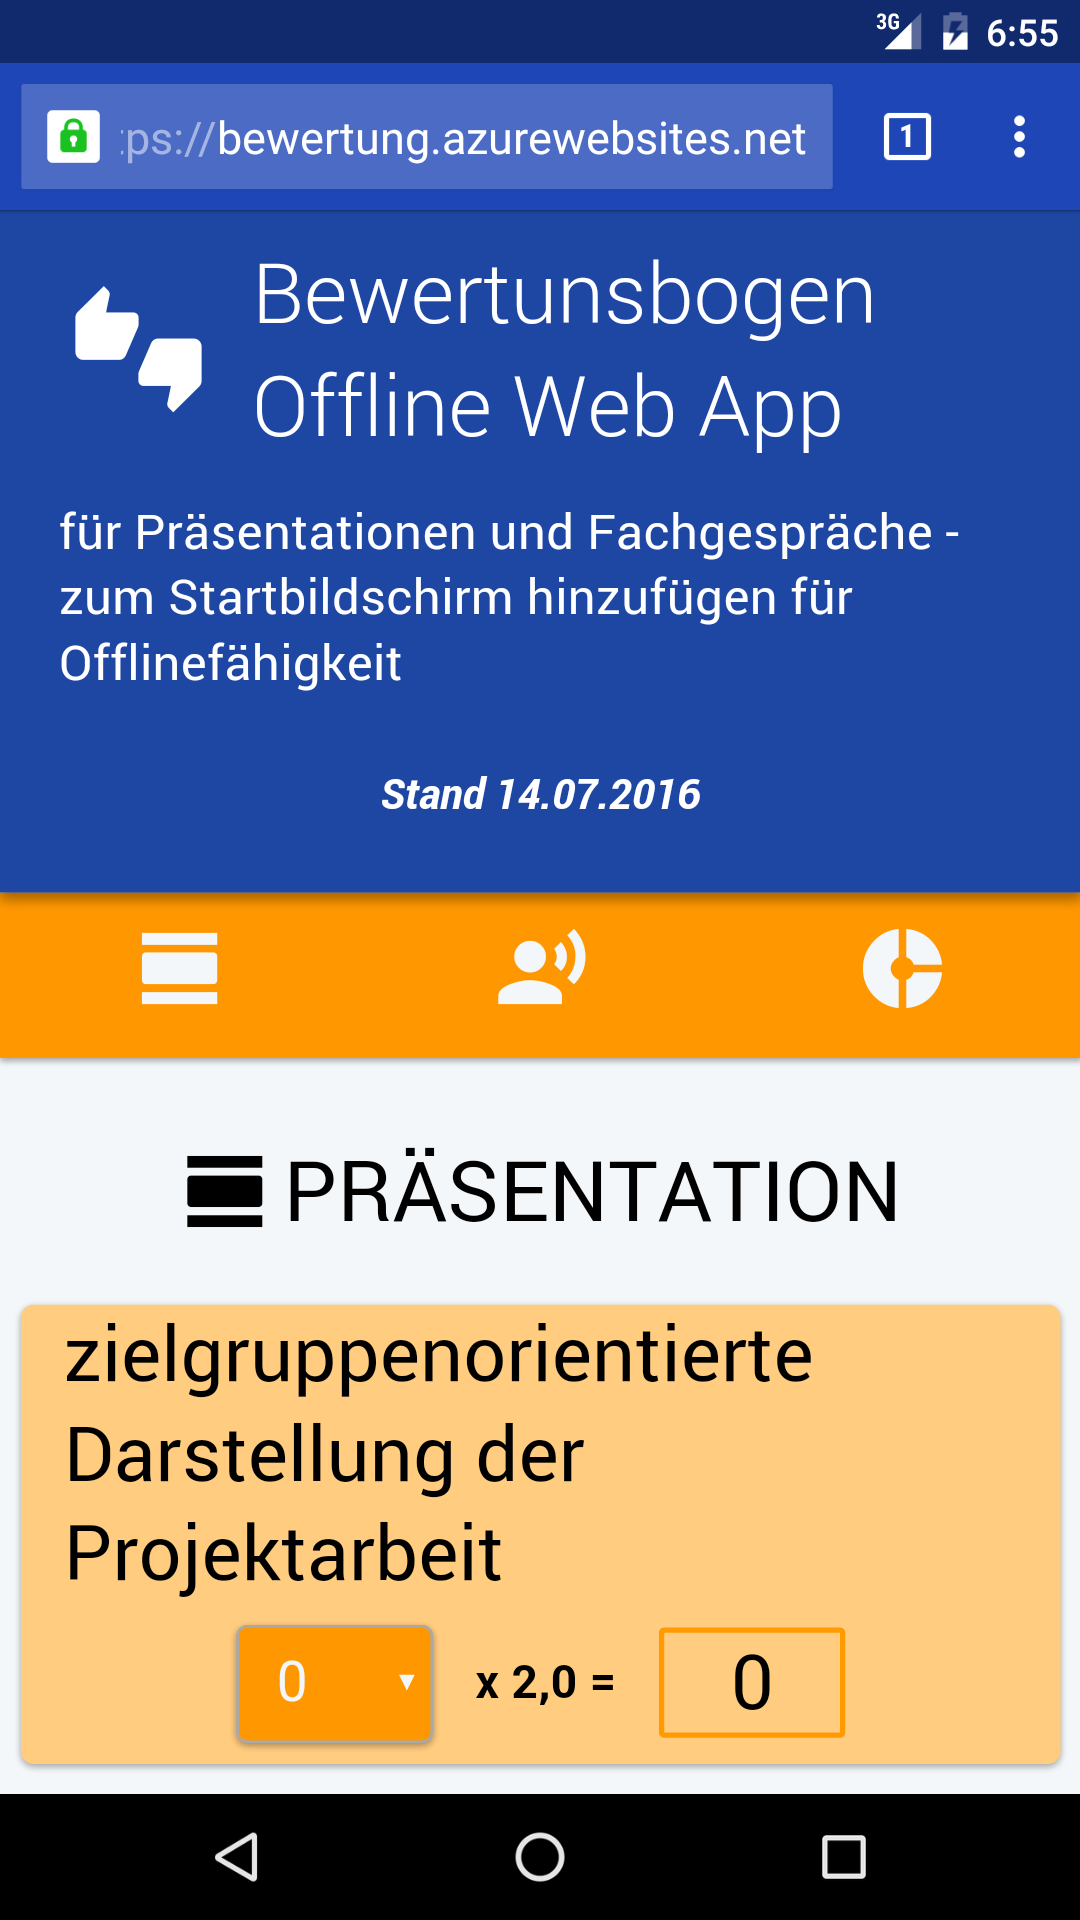 3G 6:55
ps://bewertung.azurewebsites.net
1
Bewertunsbogen
Offline Web App
für Präsentationen und Fachgespräche -
zum Startbildschirm hinzufügen für
Offlinefähigkeit
Stand 14.07.2016
PRÄSENTATION
zielgruppenorientierte
Darstellung der
Projektarbeit
0 x 2,0 = 0